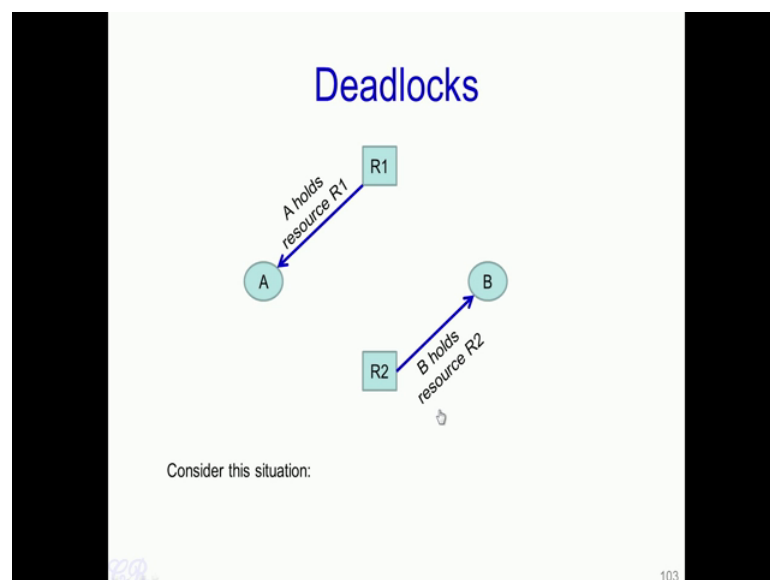 Deadlocks
R1
A holds
resource R1
A
B
R2
B holds
resource R2
Consider this situation:
103